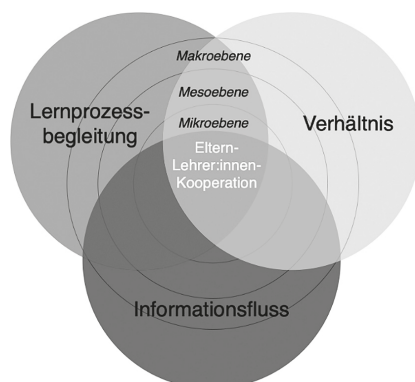 Makroebene
Mesoebene
Lernprozess-
begleitung
Mikroebene
Verhältnis
Eltern-
Lehrer:innen-
Kooperation
Informationsfluss